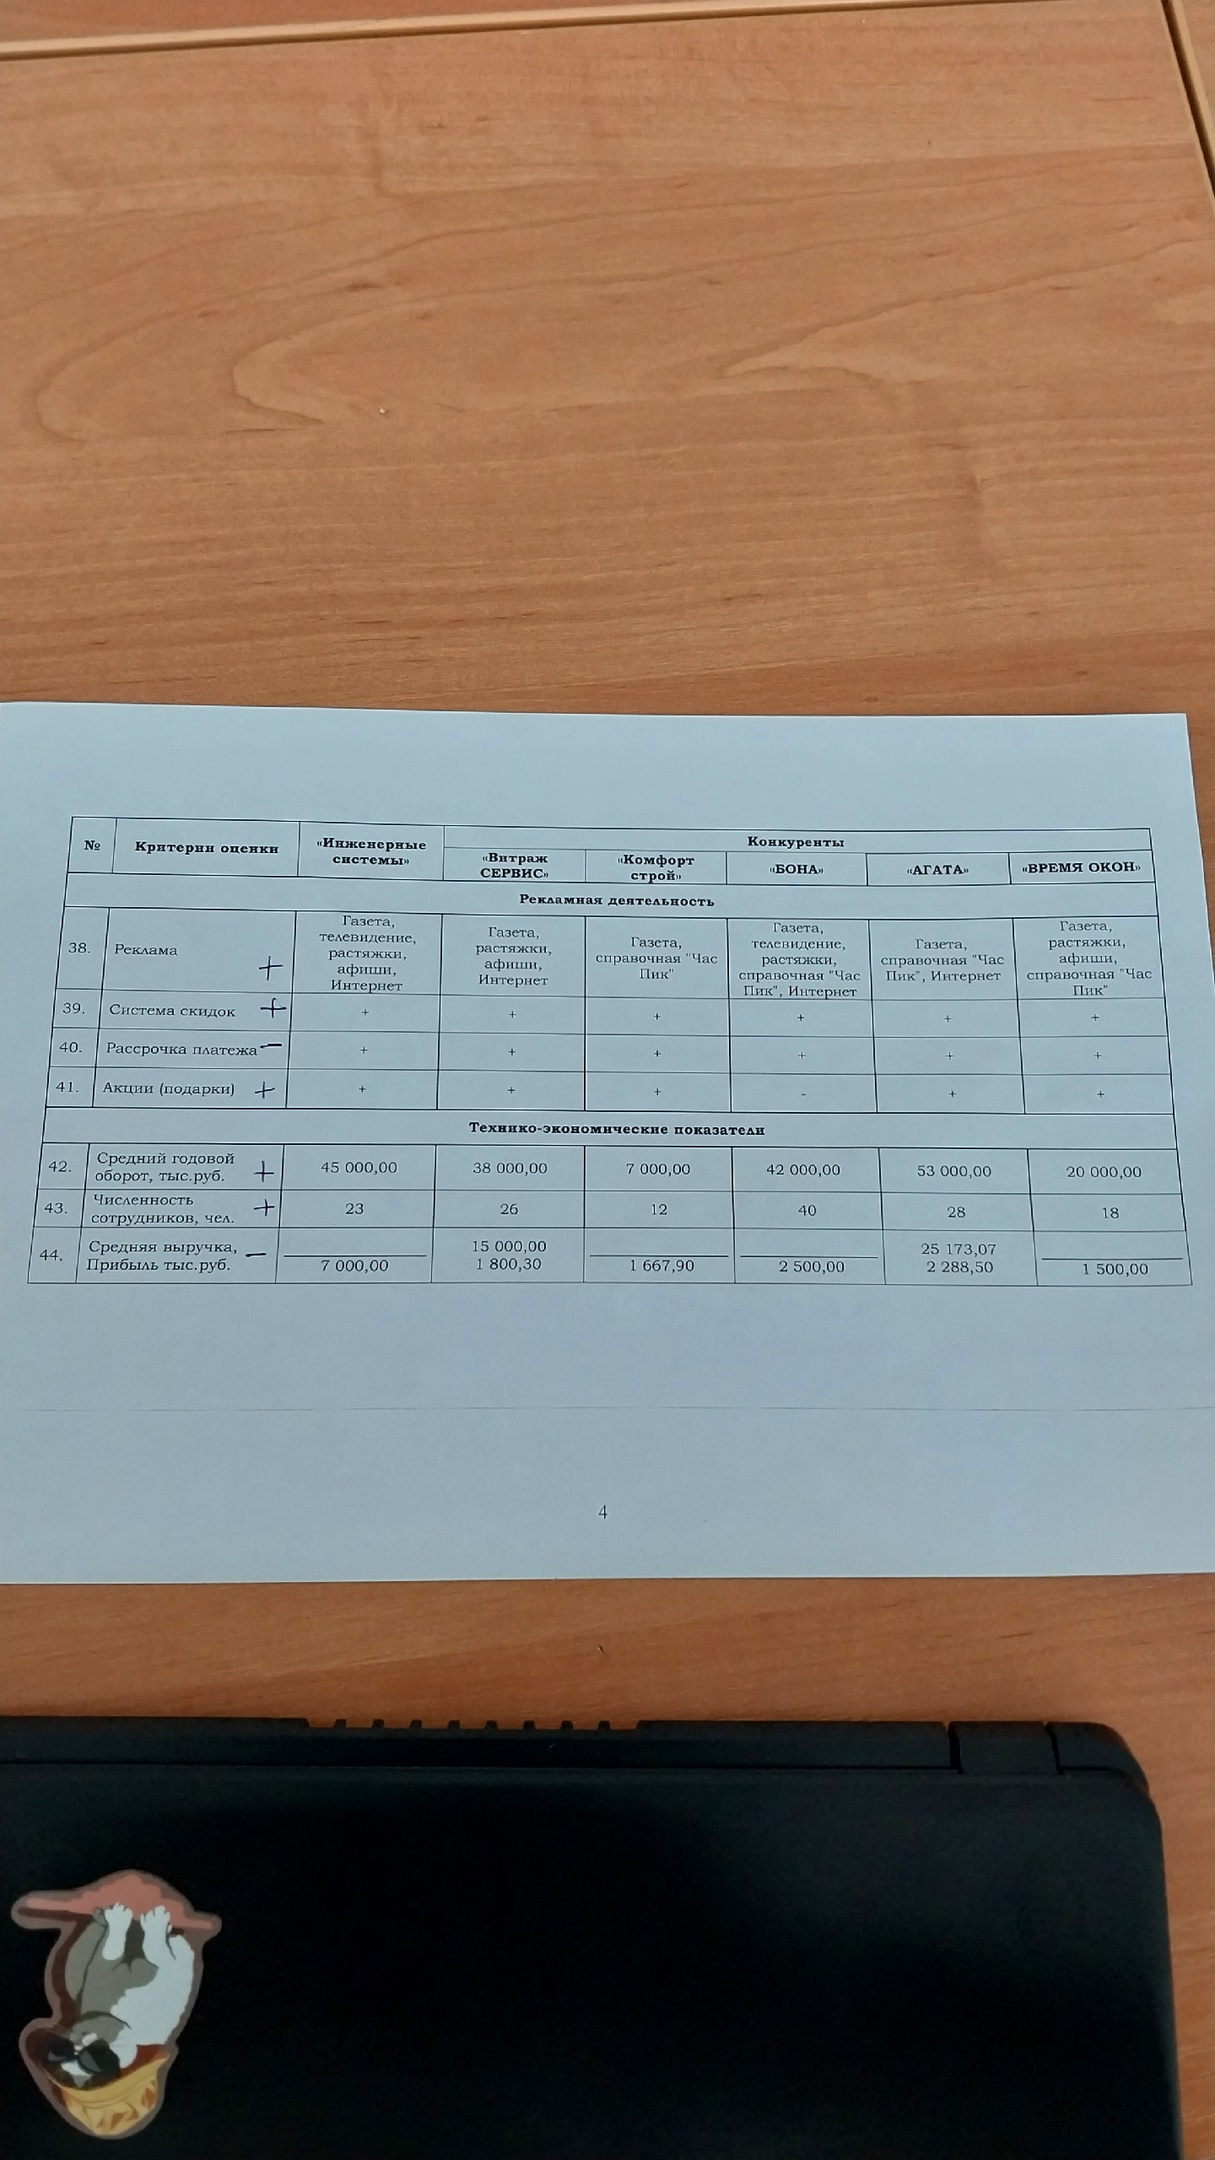 № Критерии оценки «Инженерные системы» Конкуренты
«Витраж СЕРВИС» «Комфорт строй» «БОНА» «АГАТА» «ВРЕМЯ ОКОН»
Рекламная деятельность
38. Реклама + Газета, телевидение, растяжки, афиши, Интернет Газета, растяжки, афиши, Интернет Газета, справочная "Час Пик" Газета, телевидение, растяжки, справочная "Час Пик", Интернет Газета, справочная "Час Пик", Интернет Газета, растяжки, афиши, справочная "Час Пик"
39. Система скидок + + + + + + +
40. Рассрочка платежа — + + + + + +
41. Акции (подарки) + + + + - + +
Технико-экономические показатели
42. Средний годовой оборот, тыс.руб. + 45 000,00 38 000,00 7 000,00 42 000,00 53 000,00 20 000,00
43. Численность сотрудников, чел. + 23 26 12 40 28 18
44. Средняя выручка, — 15 000,00 25 173,07
Прибыль тыс.руб. 7 000,00 1 800,30 1 667,90 2 500,00 2 288,50 1 500,00
4